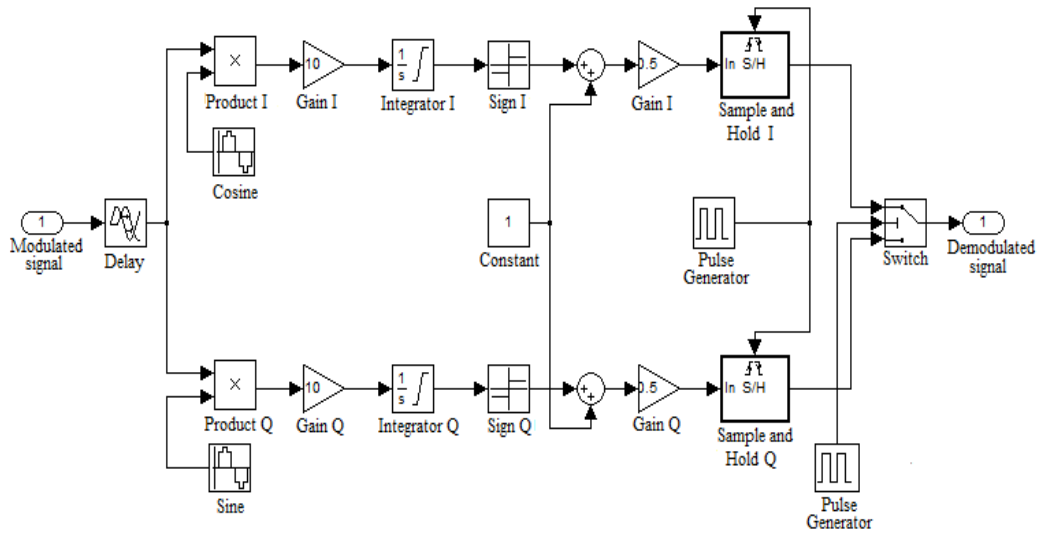 ×
10
1
s
In S/H
Product I
Gain I
Integrator I
Sign I
+
+
0.5
Gain I
Sample and
Hold I
Cosine
1
Modulated
signal
Delay
1
Constant
Pulse
Generator
Switch
1
Demodulated
signal
×
10
1
s
+
+
0.5
In S/H
Product Q
Gain Q
Integrator Q
Sign Q
Gain Q
Sample and
Hold Q
Sine
Pulse
Generator